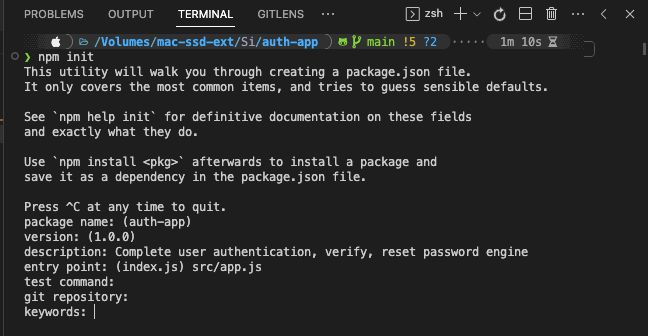 PROBLEMS OUTPUT TERMINAL GITLENS ··· zsh
/Volumes/mac-ssd-ext/Si/auth-app main !5 ?2 ····· 1m 10s
❯ npm init
This utility will walk you through creating a package.json file.
It only covers the most common items, and tries to guess sensible defaults.
See `npm help init` for definitive documentation on these fields
and exactly what they do.
Use `npm install <pkg>` afterwards to install a package and
save it as a dependency in the package.json file.
Press ^C at any time to quit.
package name: (auth-app)
version: (1.0.0)
description: Complete user authentication, verify, reset password engine
entry point: (index.js) src/app.js
test command:
git repository:
keywords: